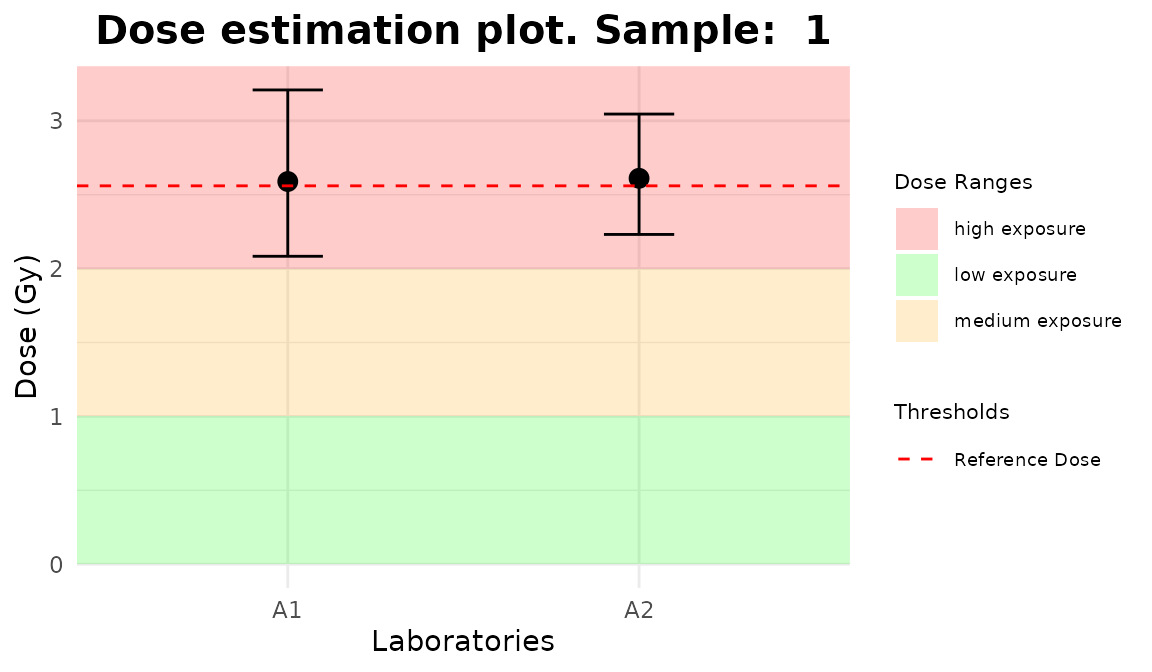 Dose estimation plot. Sample:  1
Dose (Gy)
3
2
1
0
A1
A2
Laboratories
Dose Ranges
high exposure
low exposure
medium exposure
Thresholds
Reference Dose